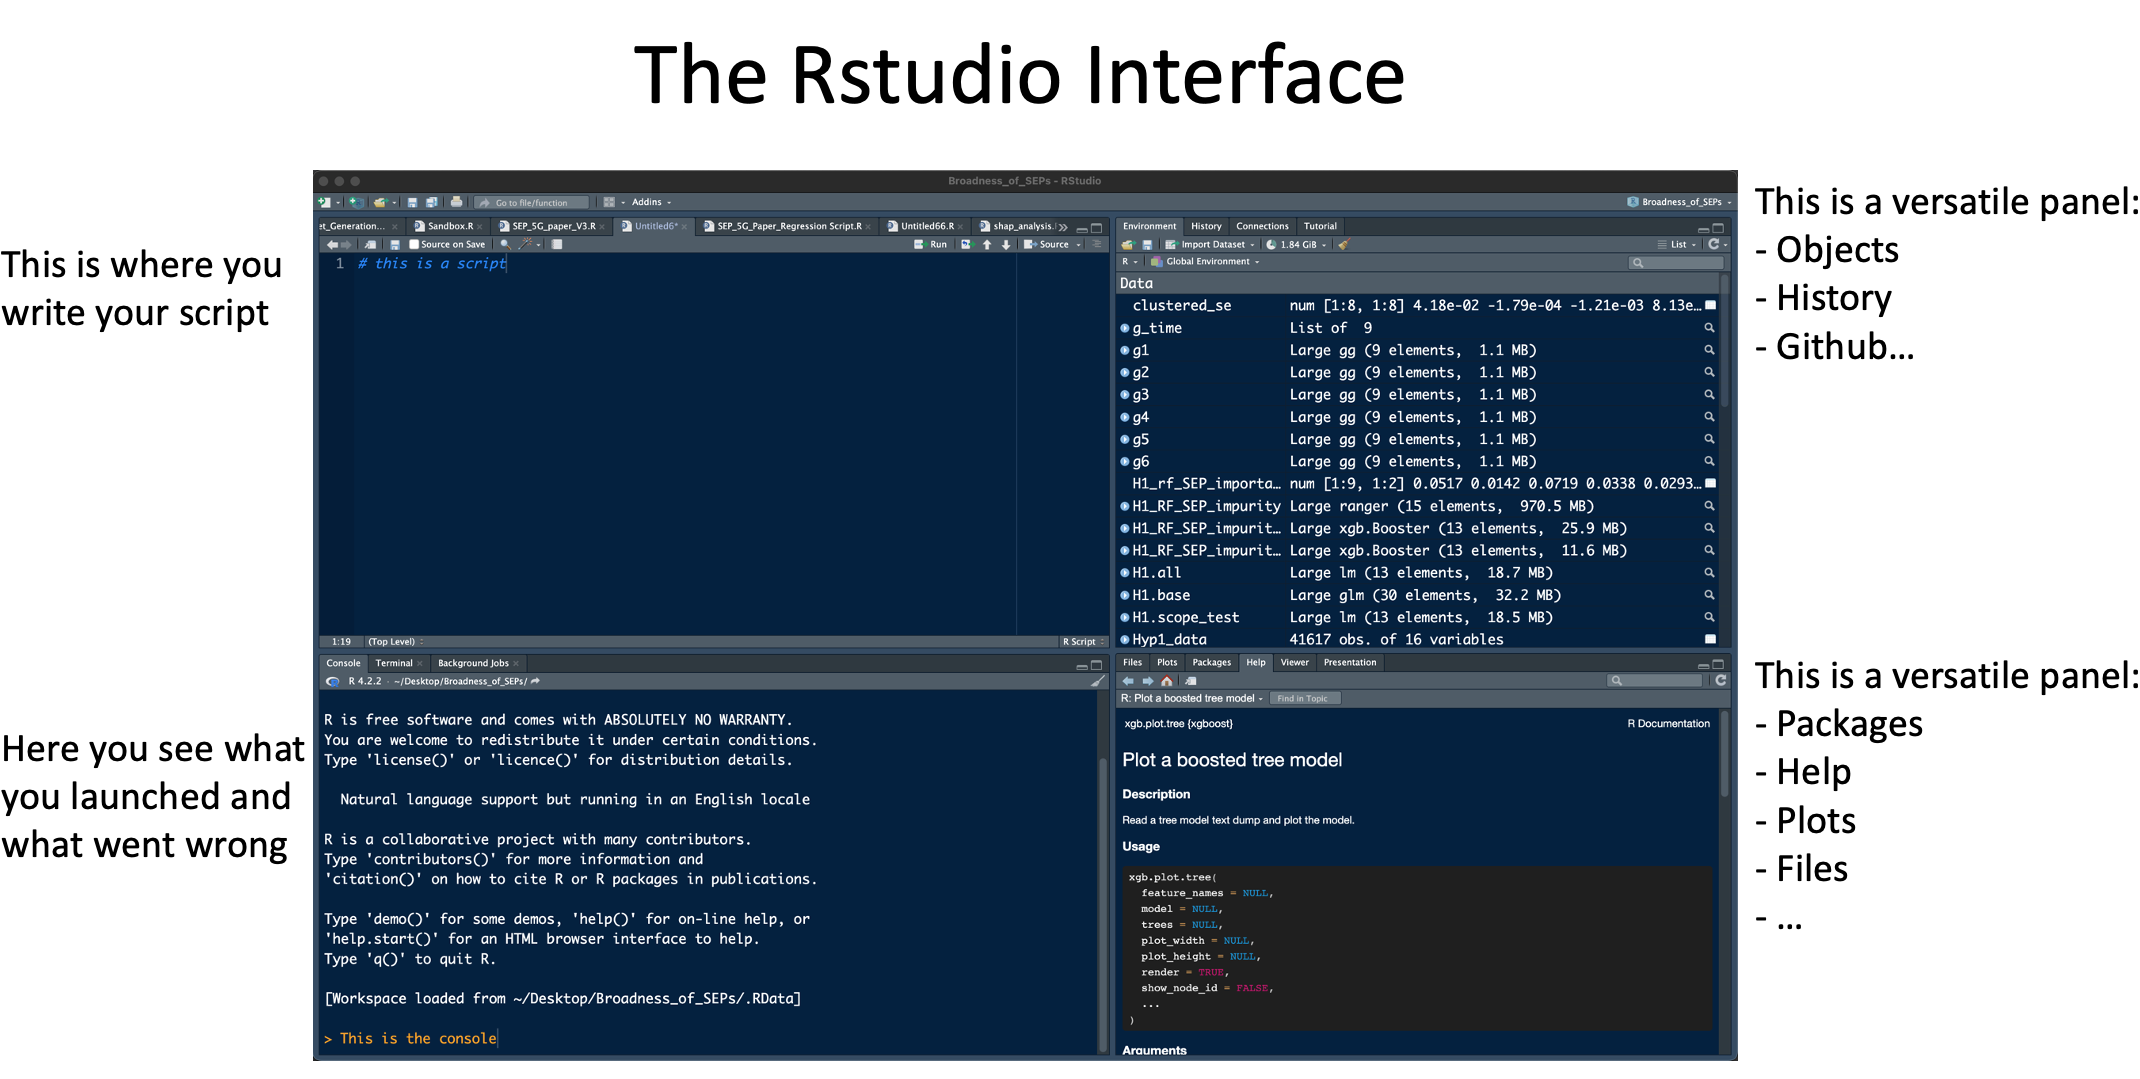 The Rstudio Interface
This is where you
write your script
Here you see what
you launched and
what went wrong
Broadness_of_SEPs - RStudio
Go to file/function
Addins
Broadness_of_SEPs
et_Generation... Sandbox.R SEP_5G_paper_V3.R Untitled6* SEP_5G_Paper_Regression Script.R Untitled66.R shap_analysis.
Source on Save Run Source
1 # this is a script
1:19 (Top Level) R Script
Console Terminal Background Jobs
R 4.2.2 · ~/Desktop/Broadness_of_SEPs/
R is free software and comes with ABSOLUTELY NO WARRANTY.
You are welcome to redistribute it under certain conditions.
Type 'license()' or 'licence()' for distribution details.
Natural language support but running in an English locale
R is a collaborative project with many contributors.
Type 'contributors()' for more information and
'citation()' on how to cite R or R packages in publications.
Type 'demo()' for some demos, 'help()' for on-line help, or
'help.start()' for an HTML browser interface to help.
Type 'q()' to quit R.
[Workspace loaded from ~/Desktop/Broadness_of_SEPs/.RData]
> This is the console
Environment History Connections Tutorial
Import Dataset 1.84 GiB List
R Global Environment
Data
clustered_se num [1:8, 1:8] 4.18e-02 -1.79e-04 -1.21e-03 8.13e…
g_time List of 9
g1 Large gg (9 elements, 1.1 MB)
g2 Large gg (9 elements, 1.1 MB)
g3 Large gg (9 elements, 1.1 MB)
g4 Large gg (9 elements, 1.1 MB)
g5 Large gg (9 elements, 1.1 MB)
g6 Large gg (9 elements, 1.1 MB)
H1_rf_SEP_importa… num [1:9, 1:2] 0.0517 0.0142 0.0719 0.0338 0.0293…
H1_RF_SEP_impurity Large ranger (15 elements, 970.5 MB)
H1_RF_SEP_impurit… Large xgb.Booster (13 elements, 25.9 MB)
H1_RF_SEP_impurit… Large xgb.Booster (13 elements, 11.6 MB)
H1.all Large lm (13 elements, 18.7 MB)
H1.base Large glm (30 elements, 32.2 MB)
H1.scope_test Large lm (13 elements, 18.5 MB)
Hyp1_data 41617 obs. of 16 variables
Files Plots Packages Help Viewer Presentation
R: Plot a boosted tree model Find in Topic
xgb.plot.tree {xgboost} R Documentation
Plot a boosted tree model
Description
Read a tree model text dump and plot the model.
Usage
xgb.plot.tree(
feature_names = NULL,
model = NULL,
trees = NULL,
plot_width = NULL,
plot_height = NULL,
render = TRUE,
show_node_id = FALSE,
...
)
Arguments
This is a versatile panel:
- Objects
- History
- Github…
This is a versatile panel:
- Packages
- Help
- Plots
- Files
- …